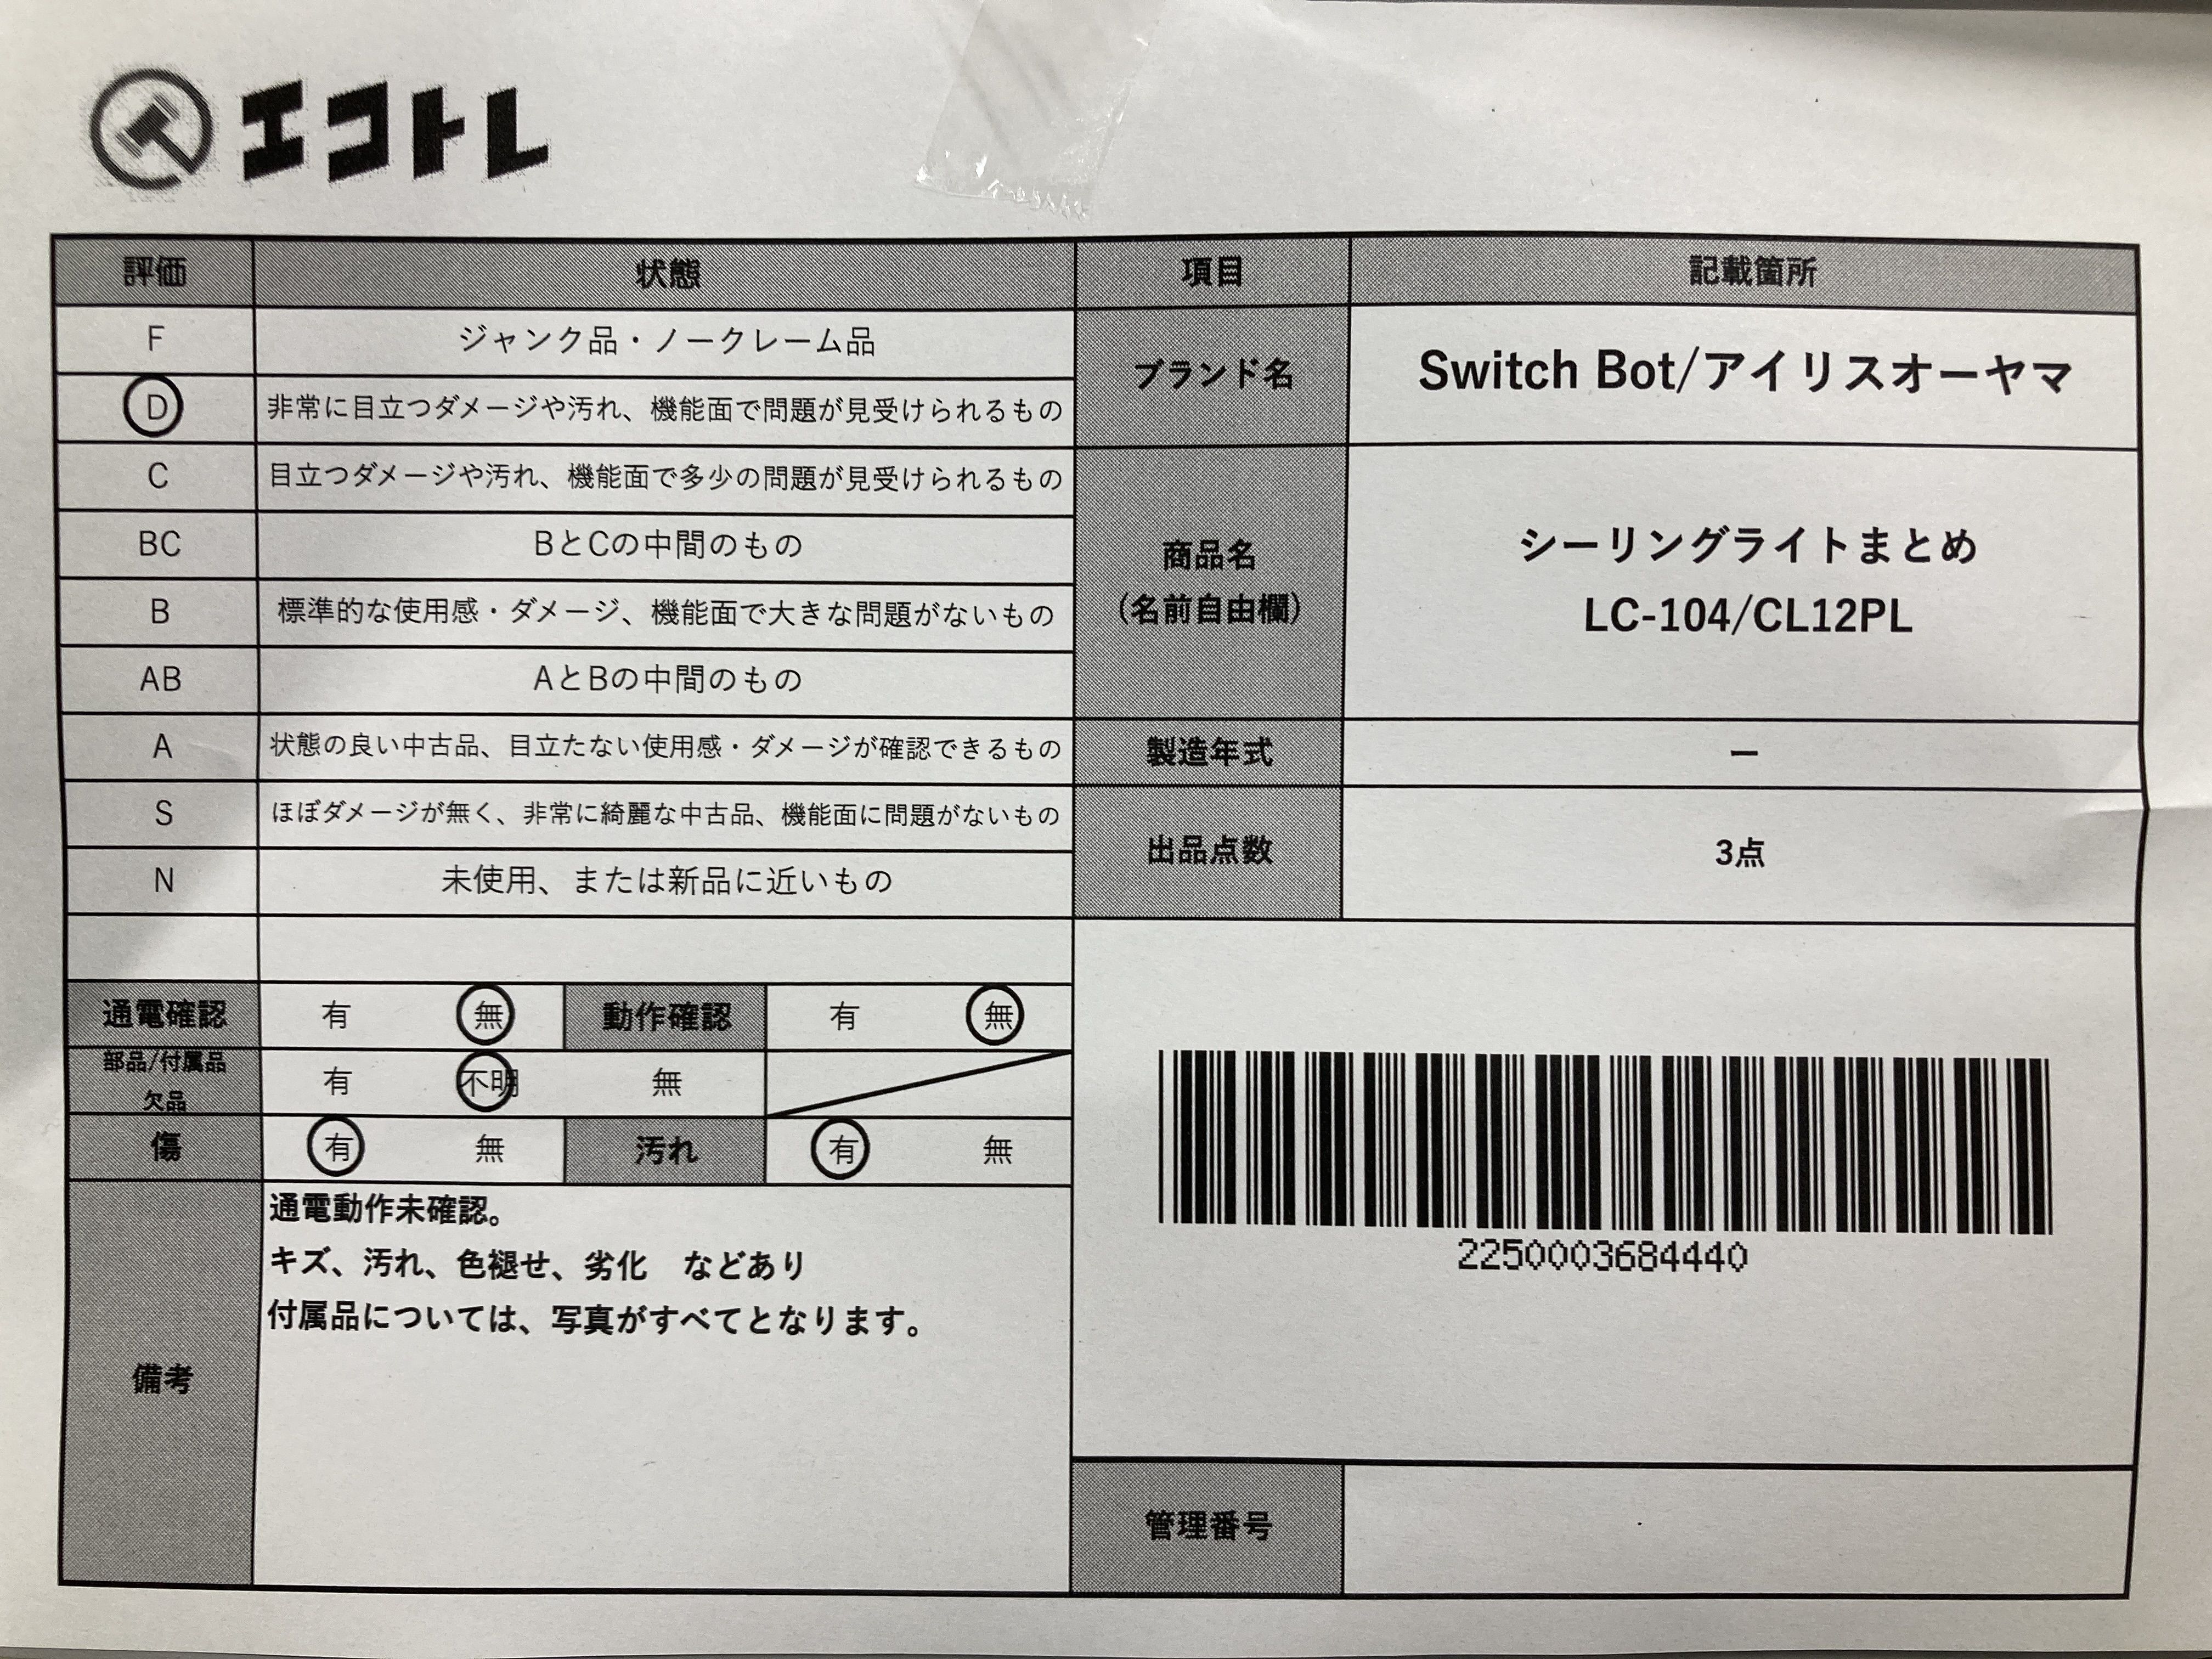 エコトレ
評価 状態 項目 記載箇所
F ジャンク品・ノークレーム品
D 非常に目立つダメージや汚れ、機能面で問題が見受けられるもの
ブランド名 Switch Bot/アイリスオーヤマ
C 目立つダメージや汚れ、機能面で多少の問題が見受けられるもの
BC BとCの中間のもの
B 標準的な使用感・ダメージ、機能面で大きな問題がないもの
AB AとBの中間のもの
商品名
(名前自由欄)
シーリングライトまとめ
LC-104/CL12PL
A 状態の良い中古品、目立たない使用感・ダメージが確認できるもの
製造年式 ー
S ほぼダメージが無く、非常に綺麗な中古品、機能面に問題がないもの
N 未使用、または新品に近いもの
出品点数 3点
通電確認 有 無 動作確認 有 無
部品/付属品
欠品
有 不明 無
傷 有 無 汚れ 有 無
備考
通電動作未確認。
キズ、汚れ、色褪せ、劣化　などあり
付属品については、写真がすべてとなります。
2250003684440
管理番号